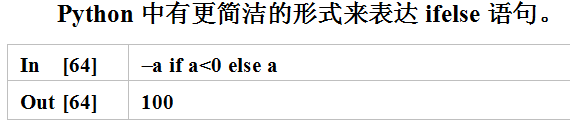 Python 中有更简洁的形式来表达 ifelse 语句。
In [64] –a if a<0 else a
Out [64] 100